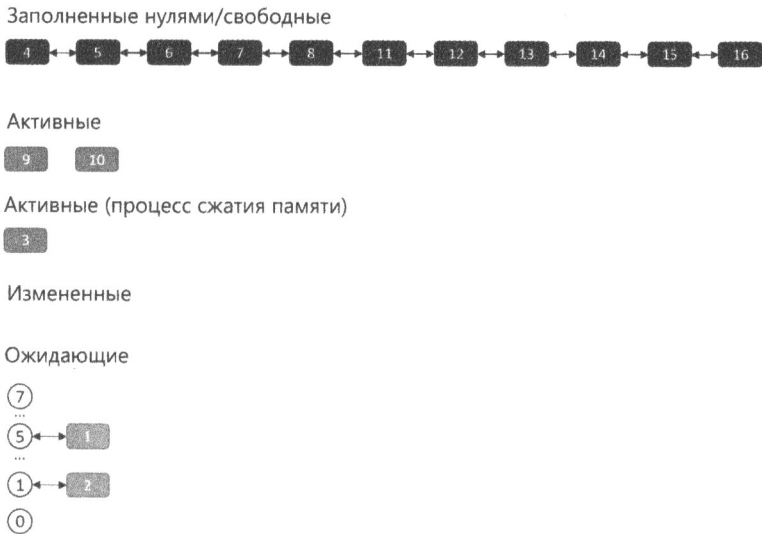 Заполненные нулями/свободные
4 5 6 7 8 11 12 13 14 15 16
Активные
9 10
Активные (процесс сжатия памяти)
3
Измененные
Ожидающие
7
...
5 1
...
1 2
0